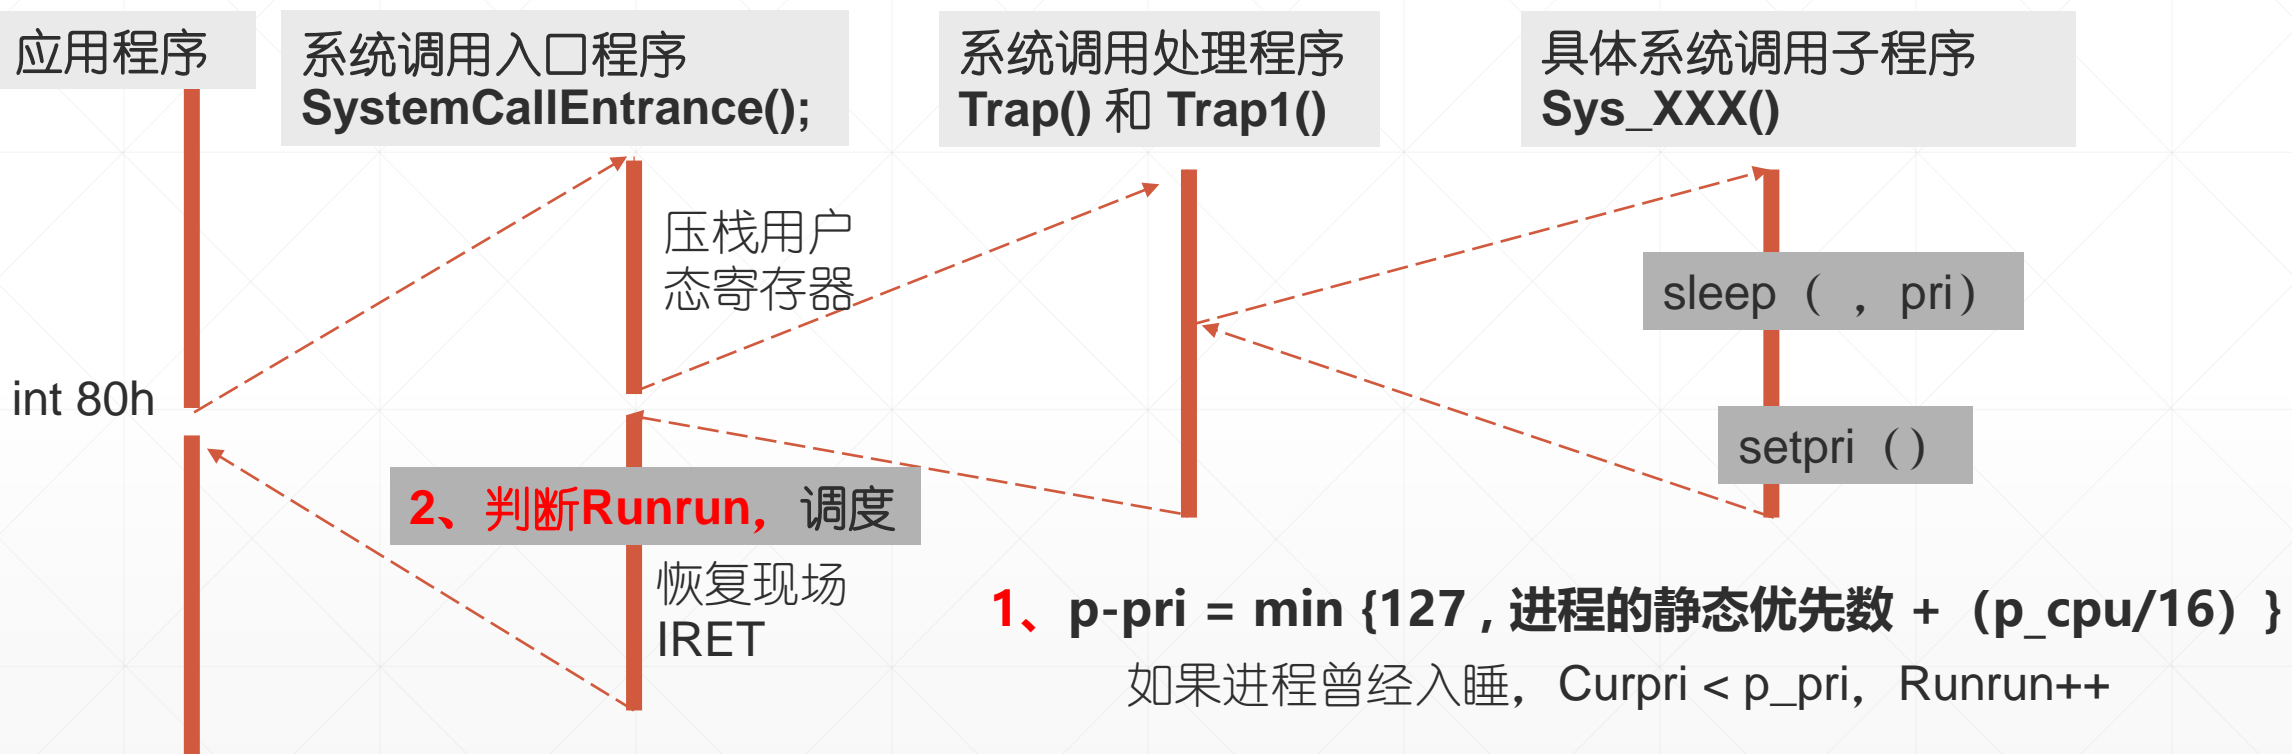 应用程序
系统调用入口程序
SystemCallEntrance();
系统调用处理程序
Trap() 和 Trap1()
具体系统调用子程序
Sys_XXX()
压栈用户
态寄存器
sleep（ ，pri）
int 80h
setpri（）
2、判断Runrun，调度
恢复现场
IRET
1、p-pri = min {127 , 进程的静态优先数 +（p_cpu/16）}
如果进程曾经入睡，Curpri < p_pri，Runrun++